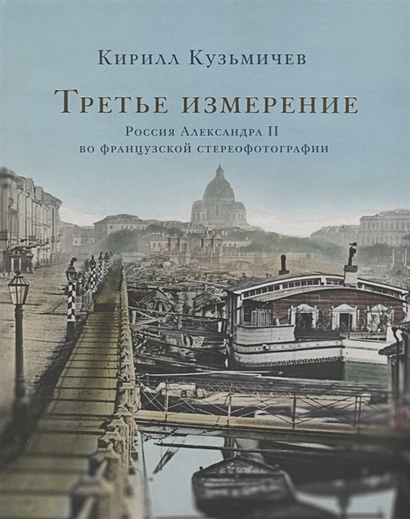 Кирилл Кузьмичев
Третье измерение
Россия Александра II
во французской стереофотографии